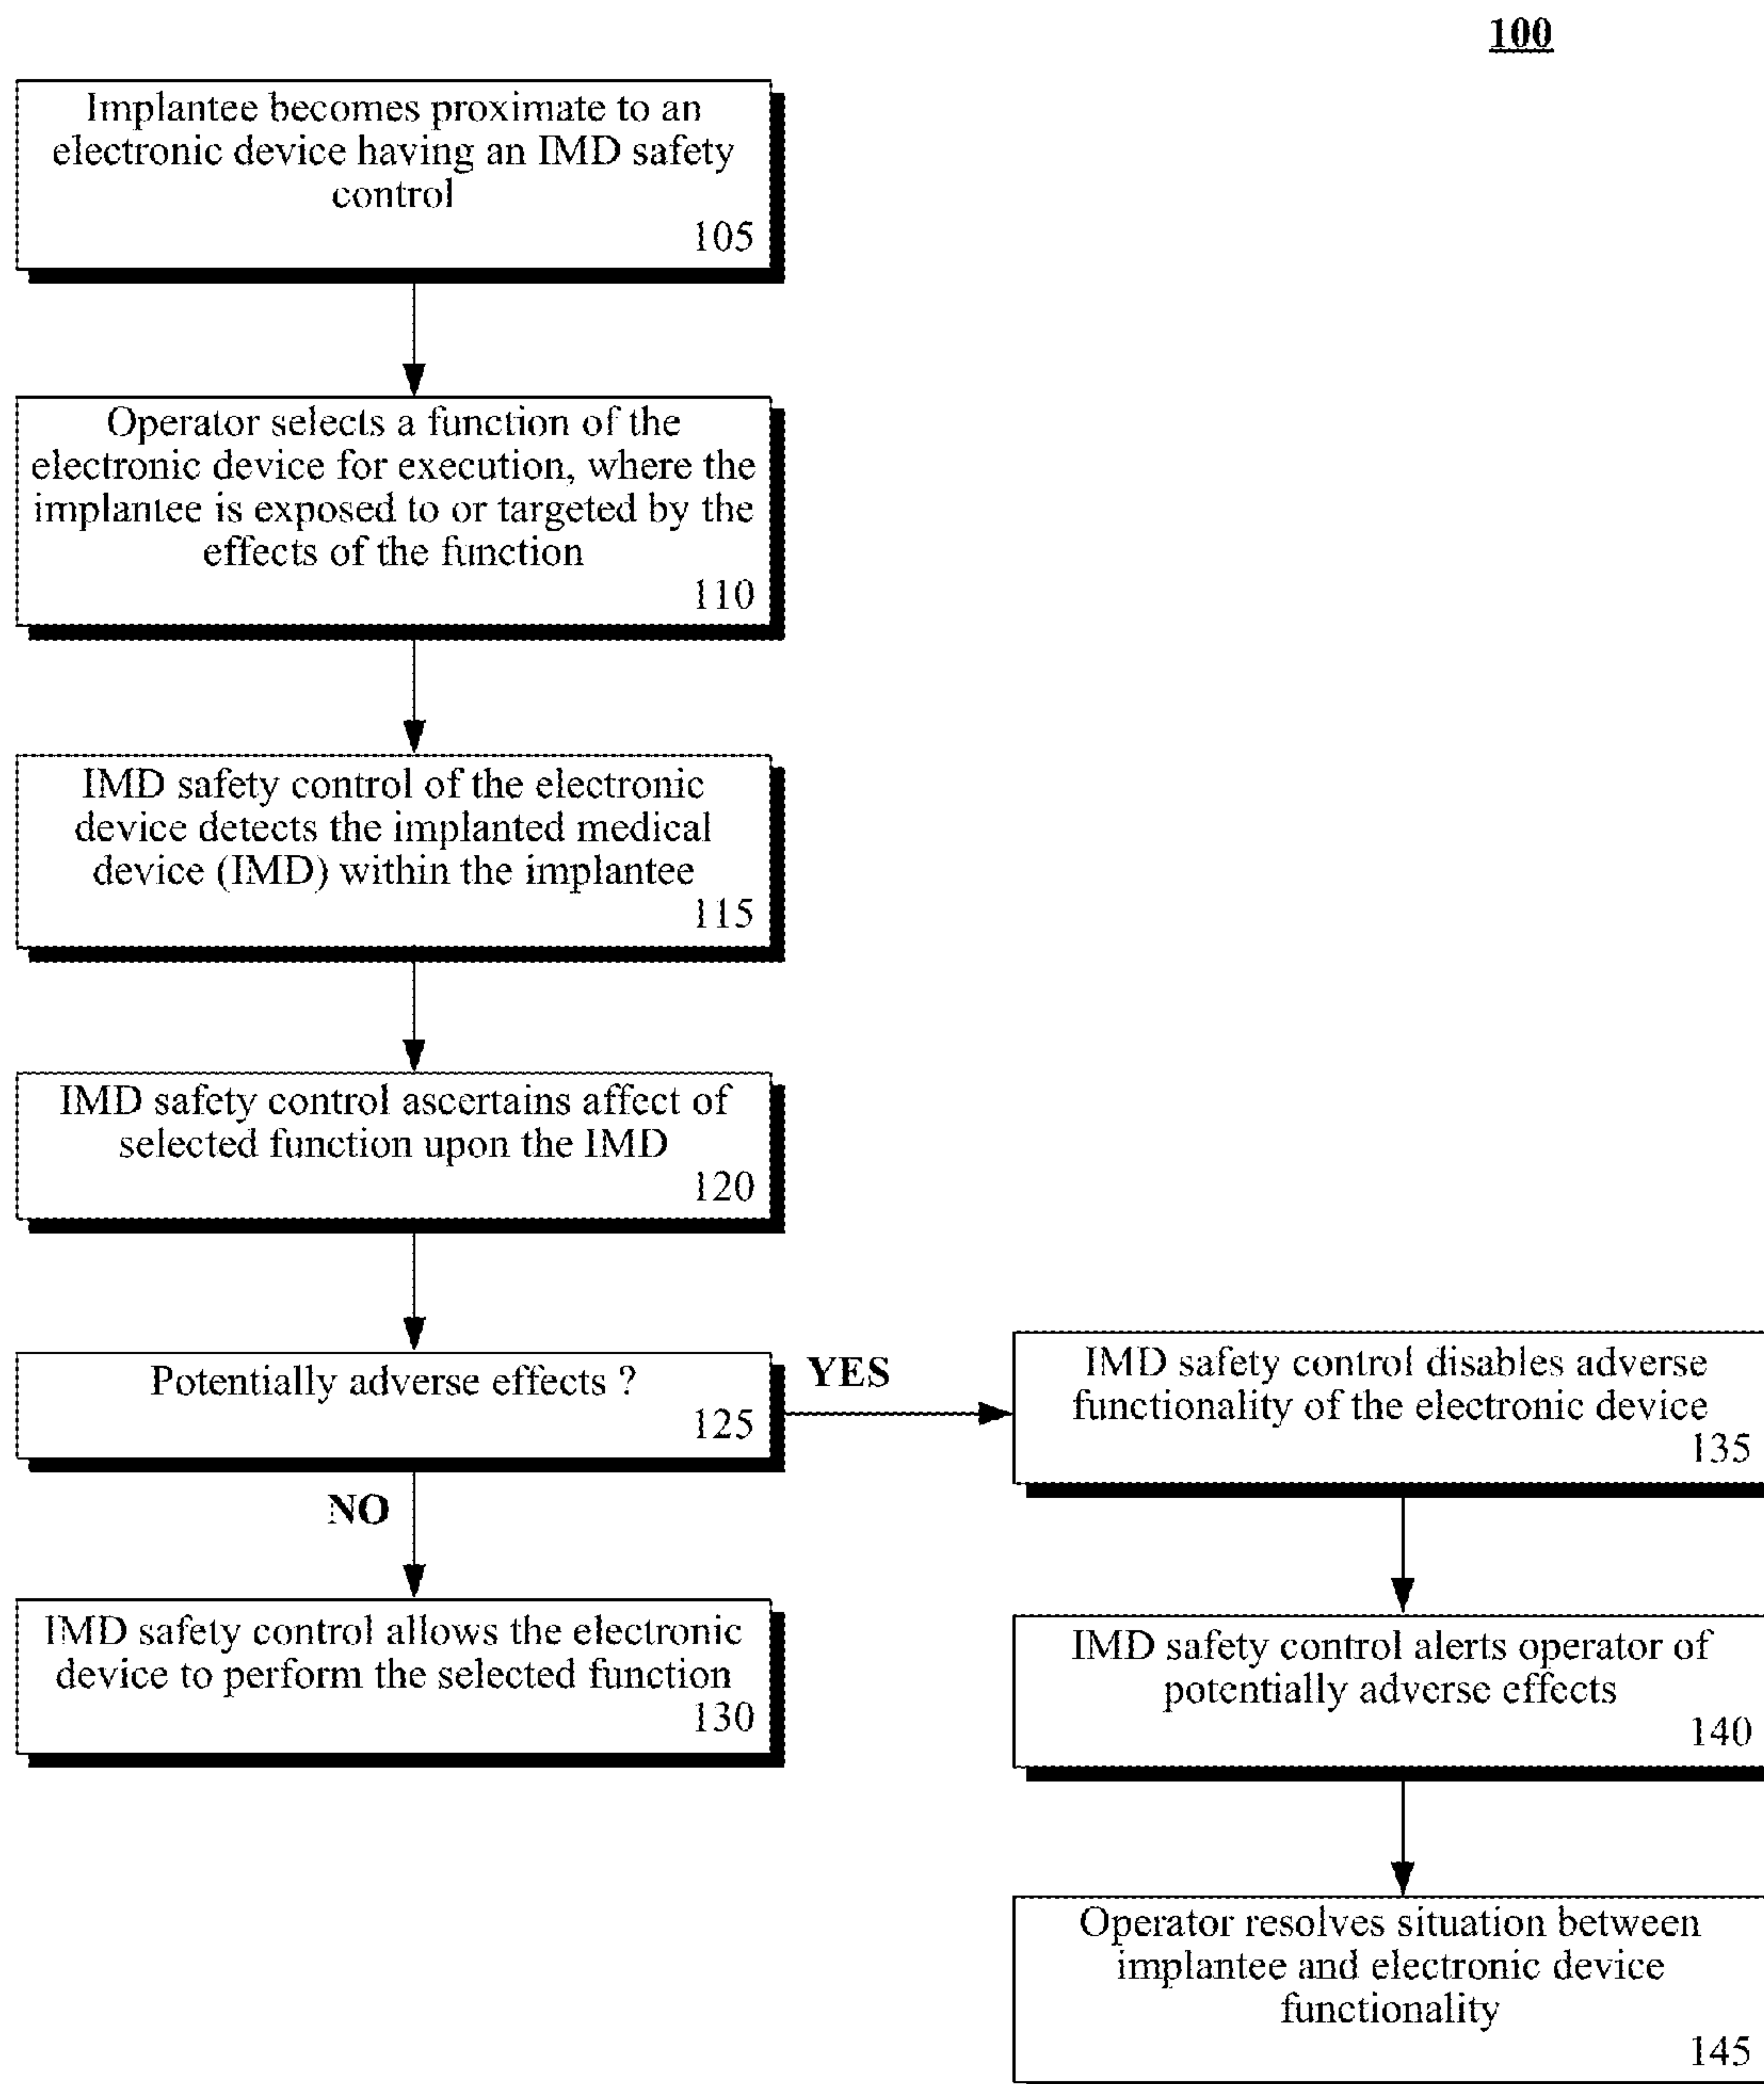 100
Implantee becomes proximate to an
electronic device having an IMD safety
control
105
Operator selects a function of the
electronic device for execution, where the
implantee is exposed to or targeted by the
effects of the function
110
IMD safety control of the electronic
device detects the implanted medical
device (IMD) within the implantee
115
IMD safety control ascertains affect of
selected function upon the IMD
120
Potentially adverse effects ?
125
YES
NO
IMD safety control allows the electronic
device to perform the selected function
130
IMD safety control disables adverse
functionality of the electronic device
135
IMD safety control alerts operator of
potentially adverse effects
140
Operator resolves situation between
implantee and electronic device
functionality
145